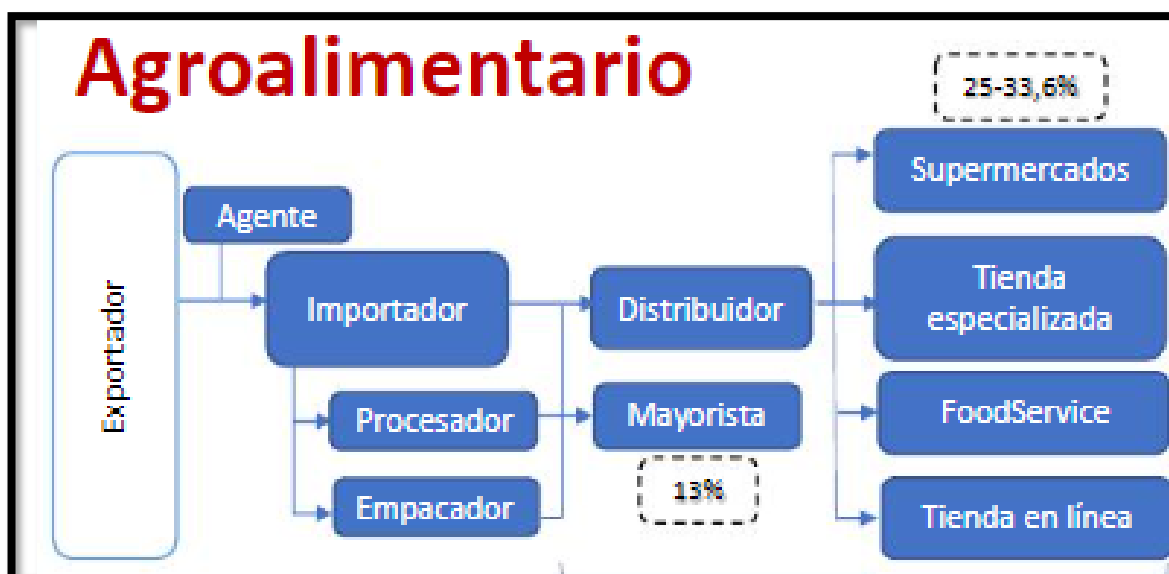 Agroalimentario
25-33,6%
Supermercados
Agente
Exportador
Importador
Distribuidor
Tienda
especializada
Procesador
Mayorista
FoodService
13%
Empacador
Tienda en línea